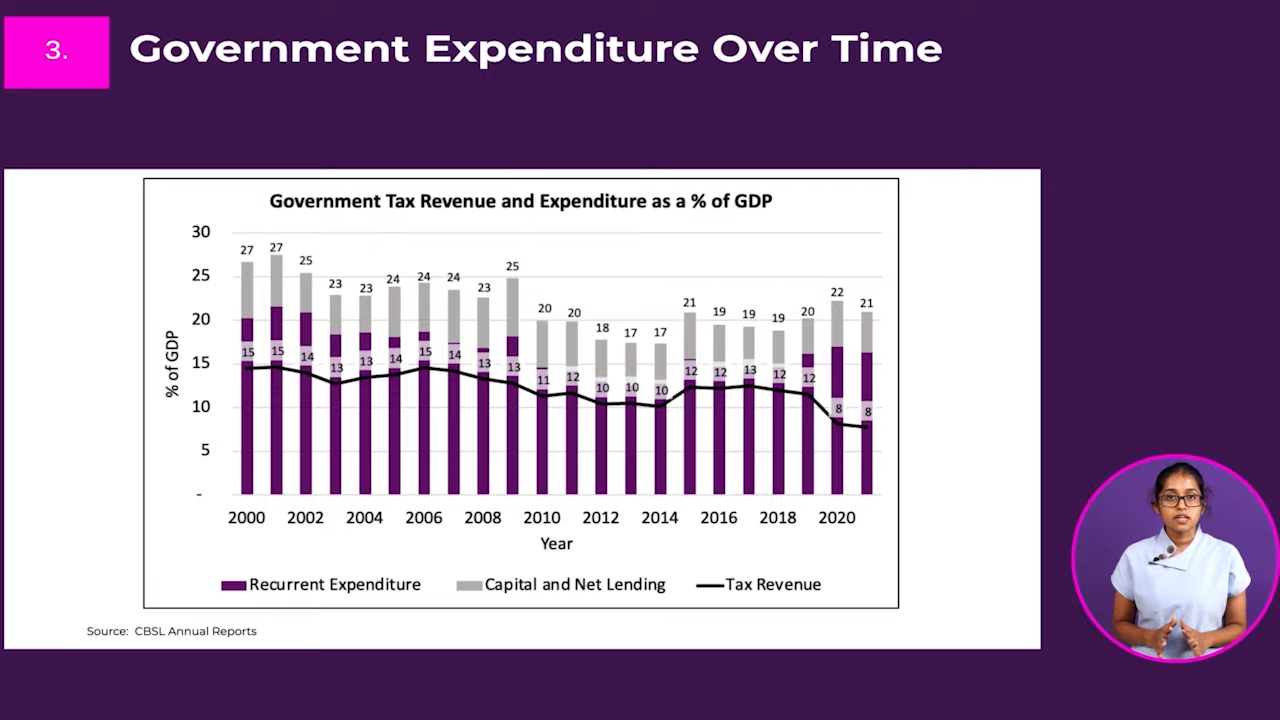 3.
Government Expenditure Over Time
Government Tax Revenue and Expenditure as a % of GDP
% of GDP
30
25
20
15
10
5
-
27 27 25 23 23 24 24 24 23 25 20 20 18 17 17 21 19 19 19 20 22 21
15 15 14 13 13 14 15 14 13 13 11 12 10 10 10 12 12 13 12 12 8 8
2000 2002 2004 2006 2008 2010 2012 2014 2016 2018 2020
Year
Recurrent Expenditure Capital and Net Lending Tax Revenue
Source: CBSL Annual Reports